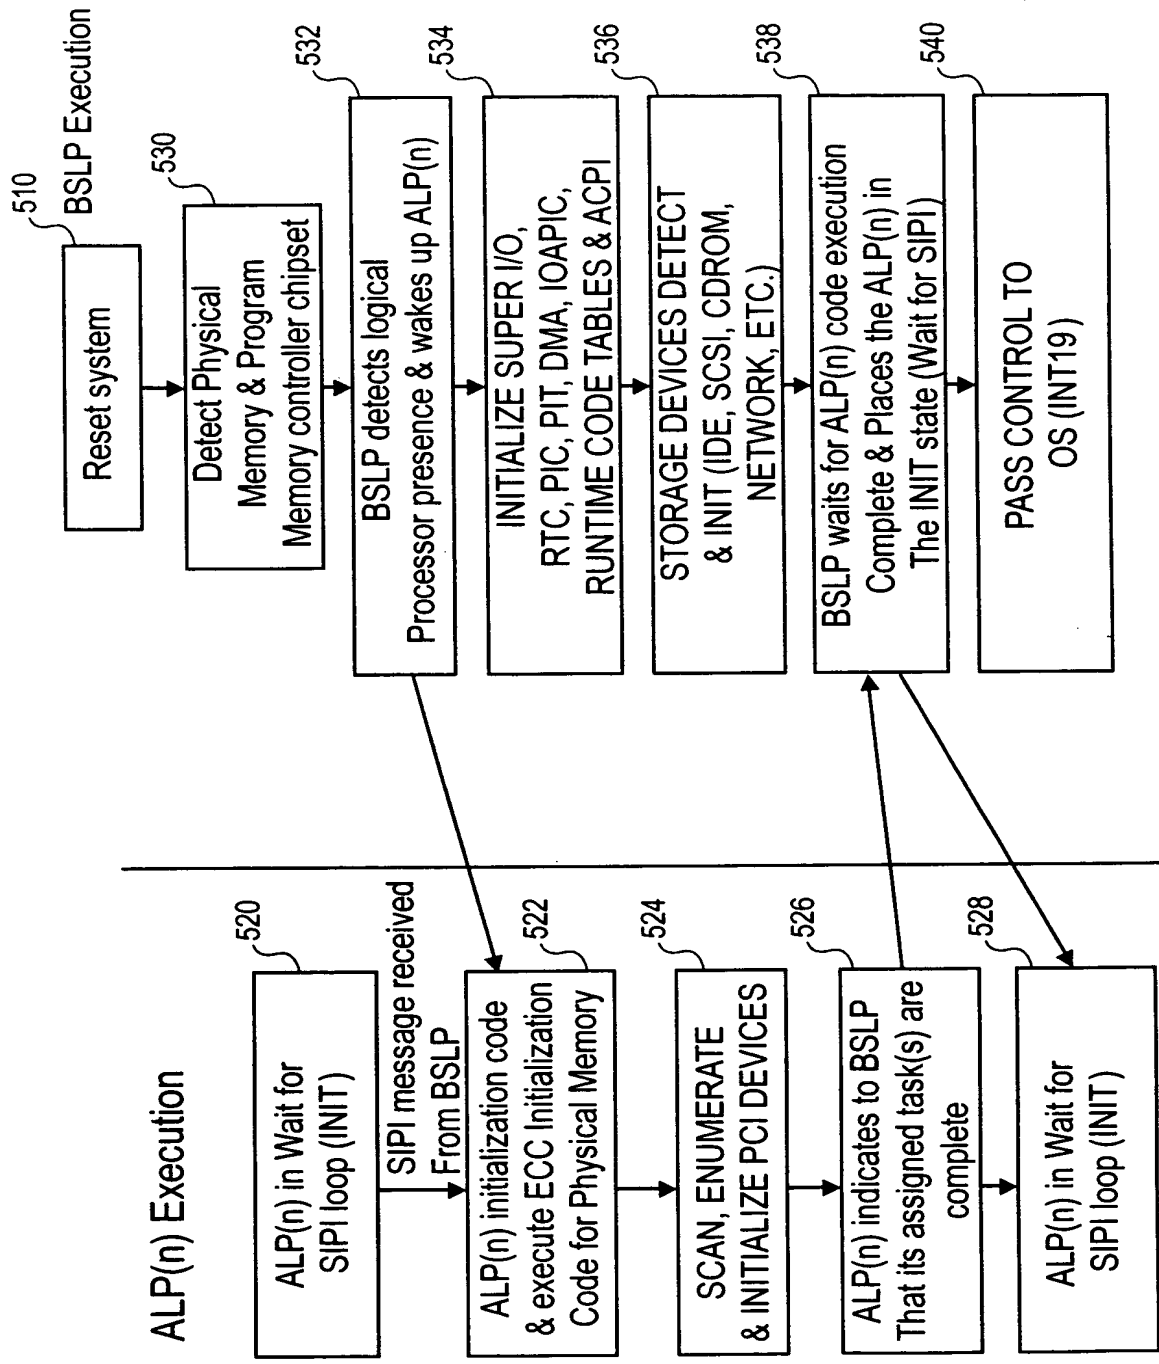 ALP(n) Execution
520
ALP(n) in Wait for
SIPI loop (INIT)
SIPI message received
From BSLP
522
ALP(n) initialization code
& execute ECC Initialization
Code for Physical Memory
524
SCAN, ENUMERATE
& INITIALIZE PCI DEVICES
526
ALP(n) indicates to BSLP
That its assigned task(s) are
complete
528
ALP(n) in Wait for
SIPI loop (INIT)
510
BSLP Execution
Reset system
530
Detect Physical
Memory & Program
Memory controller chipset
532
BSLP detects logical
Processor presence & wakes up ALP(n)
534
INITIALIZE SUPER I/O,
RTC, PIC, PIT, DMA, IOAPIC,
RUNTIME CODE TABLES & ACPI
536
STORAGE DEVICES DETECT
& INIT (IDE, SCSI, CDROM,
NETWORK, ETC.)
538
BSLP waits for ALP(n) code execution
Complete & Places the ALP(n) in
The INIT state (Wait for SIPI)
540
PASS CONTROL TO
OS (INT19)